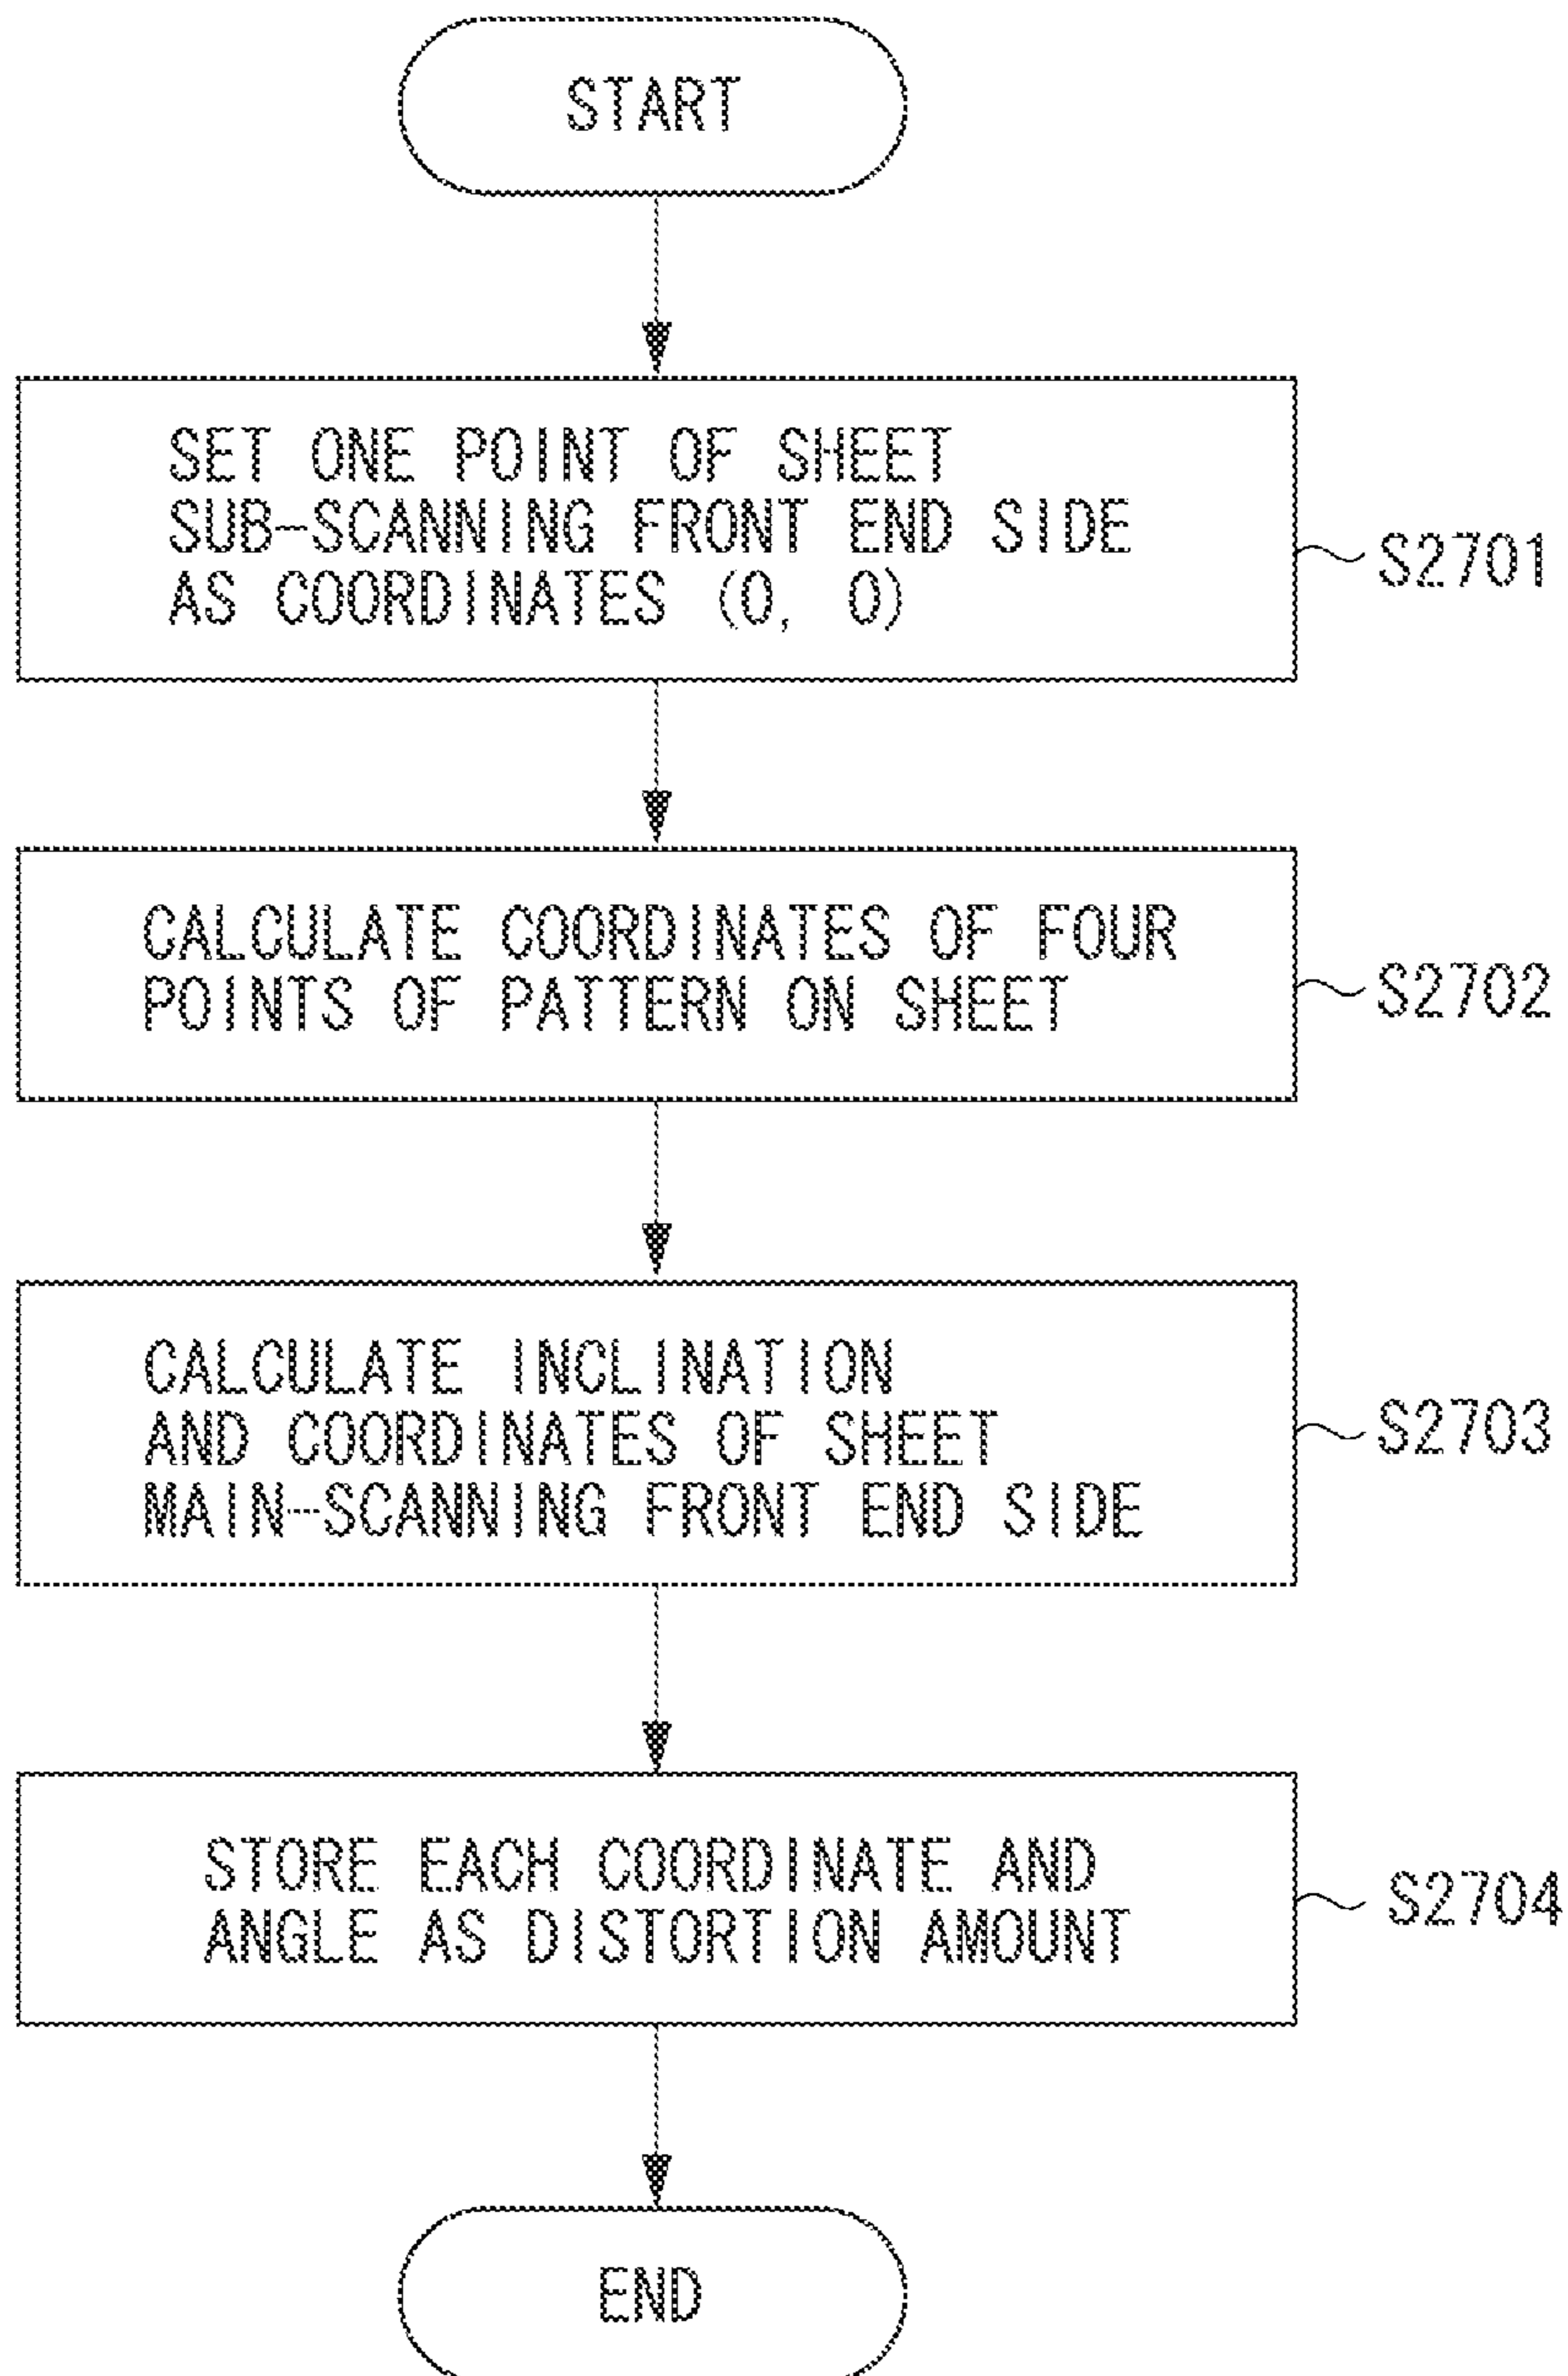 START
SET ONE POINT OF SHEET
SUB-SCANNING FRONT END SIDE
AS COORDINATES (0, 0)
S2701
CALCULATE COORDINATES OF FOUR
POINTS OF PATTERN ON SHEET
S2702
CALCULATE INCLINATION
AND COORDINATES OF SHEET
MAIN-SCANNING FRONT END SIDE
S2703
STORE EACH COORDINATE AND
ANGLE AS DISTORTION AMOUNT
S2704
END